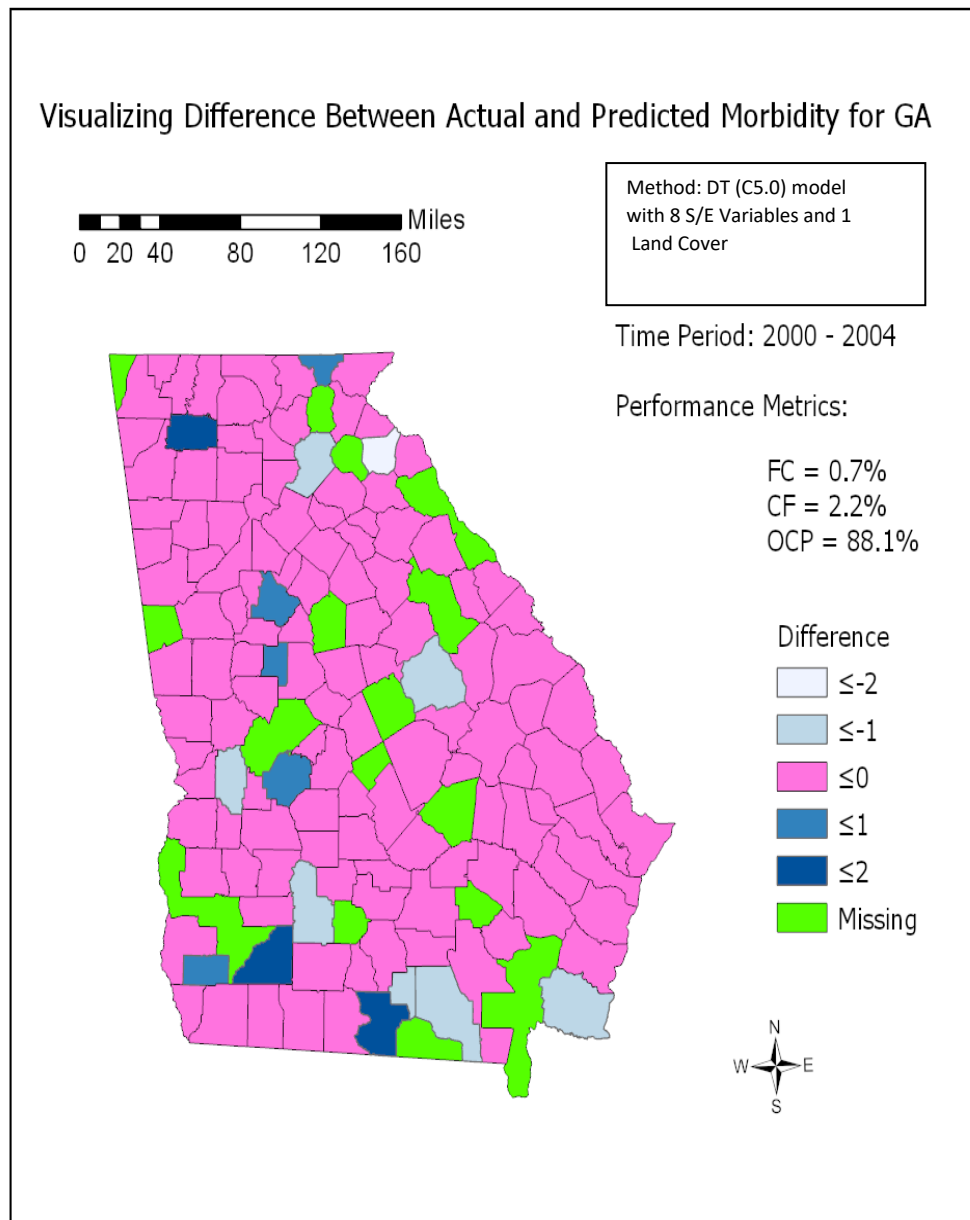 Visualizing Difference Between Actual and Predicted Morbidity for GA
Method: DT (C5.0) model
with 8 S/E Variables and 1
Land Cover
Miles
0 20 40 80 120 160
Time Period: 2000 - 2004
Performance Metrics:
FC = 0.7%
CF = 2.2%
OCP = 88.1%
Difference
≤-2
≤-1
≤0
≤1
≤2
Missing
N
W E
S